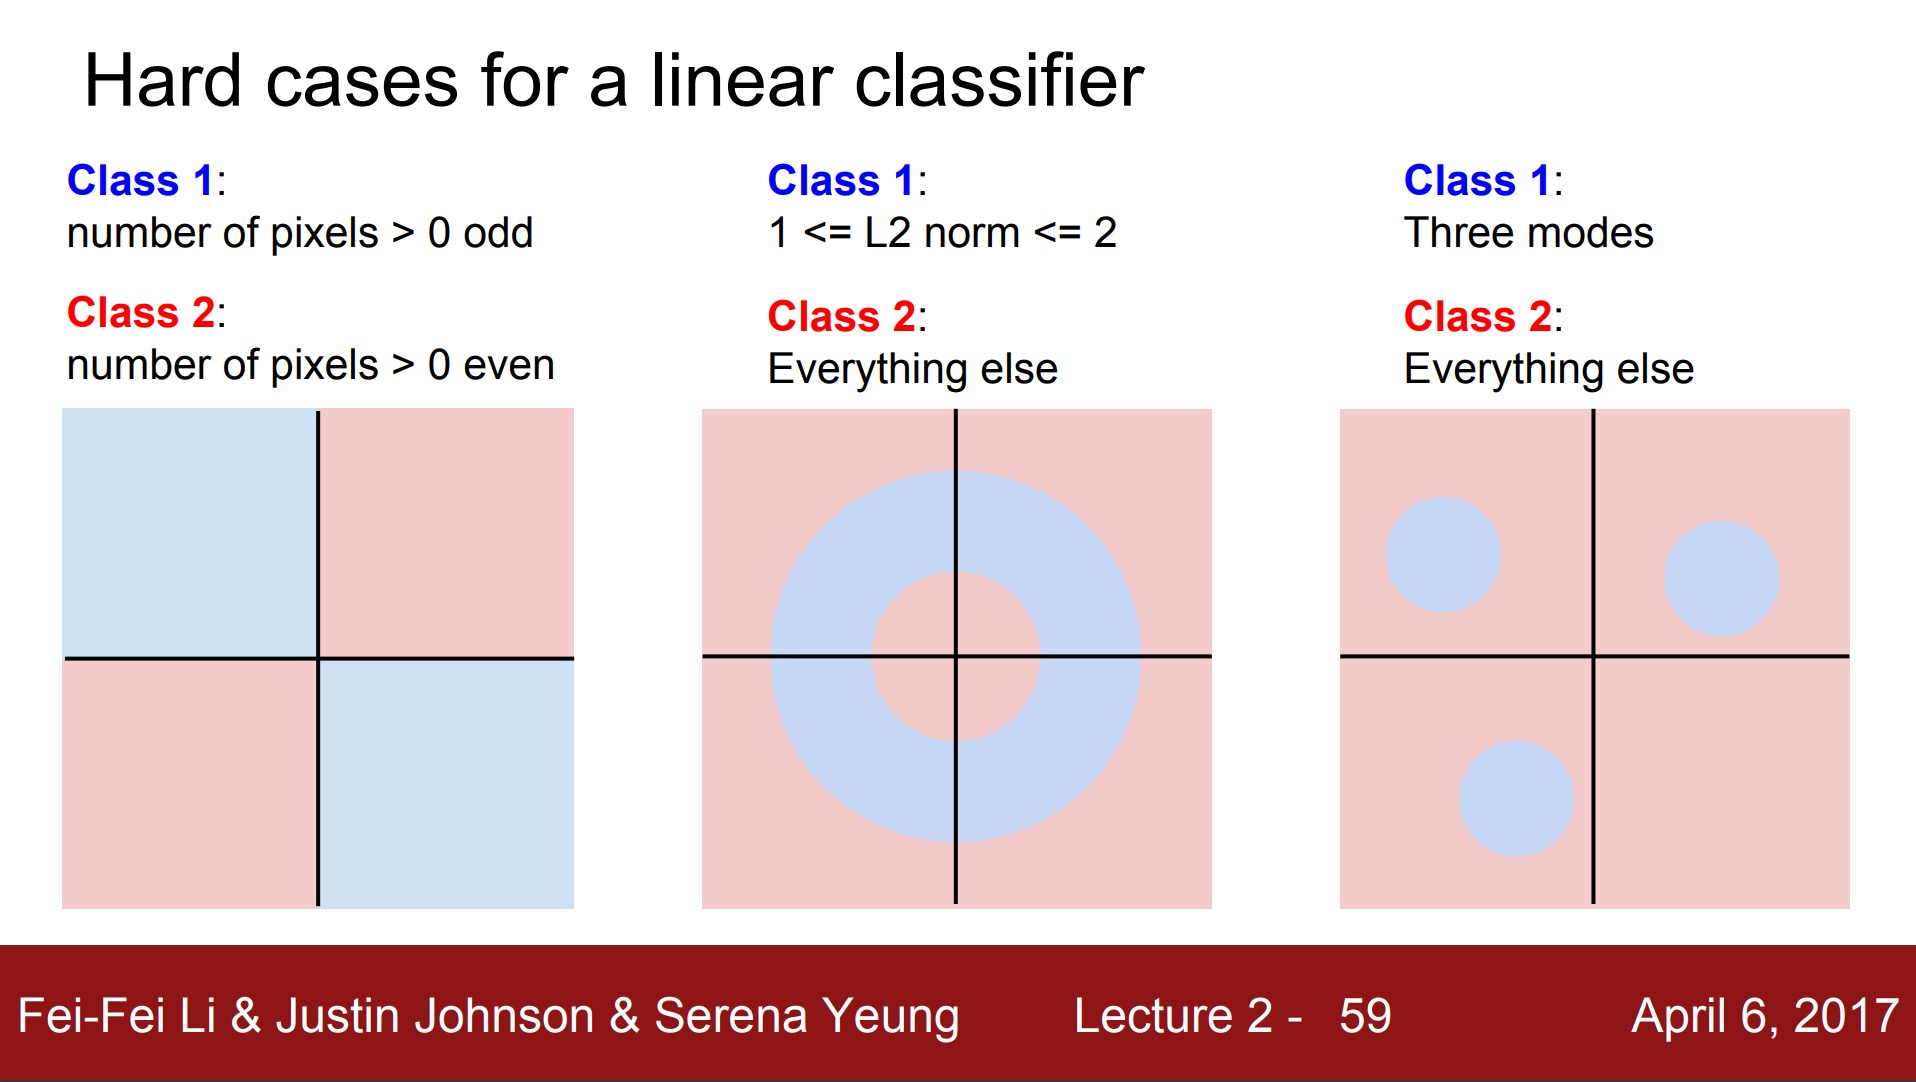 Hard cases for a linear classifier
Class 1:
number of pixels > 0 odd
Class 2:
number of pixels > 0 even
Class 1:
1 <= L2 norm <= 2
Class 2:
Everything else
Class 1:
Three modes
Class 2:
Everything else
Fei-Fei Li & Justin Johnson & Serena Yeung
Lecture 2 - 59
April 6, 2017